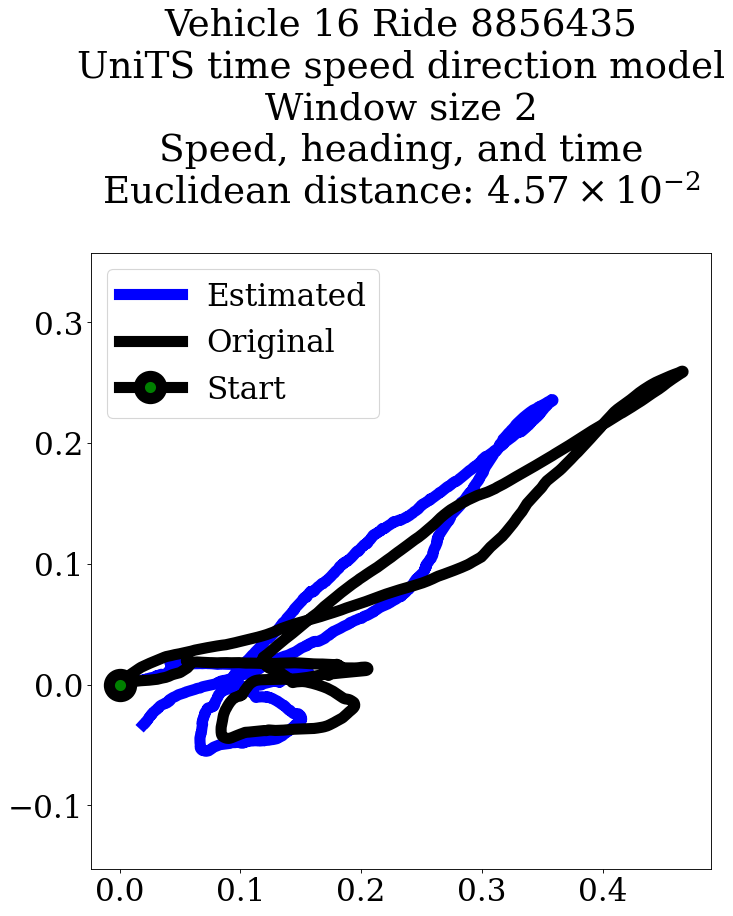 Vehicle 16 Ride 8856435
UniTS time speed direction model
Window size 2
Speed, heading, and time
Euclidean distance: 4.57 × 10⁻²
Estimated
Original
Start
0.3
0.2
0.1
0.0
−0.1
0.0 0.1 0.2 0.3 0.4